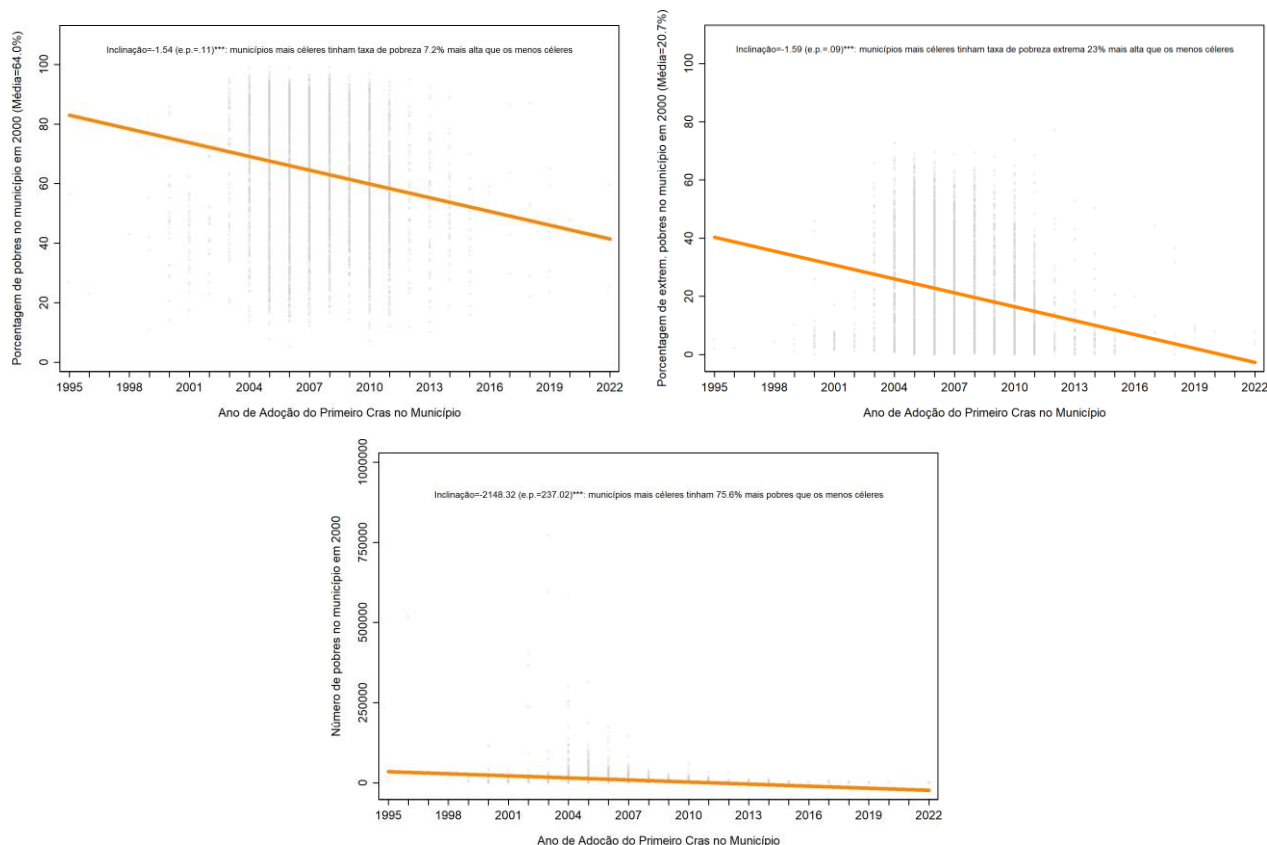 Inclinação=-1.54 (e.p.=.11)***: municípios mais céleres tinham taxa de pobreza 7.2% mais alta que os menos céleres
Porcentagem de pobres no município em 2000 (Média=64.0%)
100
80
60
40
20
0
1995 1998 2001 2004 2007 2010 2013 2016 2019 2022
Ano de Adoção do Primeiro Cras no Município
Inclinação=-1.59 (e.p.=.09)***: municípios mais céleres tinham taxa de pobreza extrema 23% mais alta que os menos céleres
Porcentagem de extrem. pobres no município em 2000 (Média=20.7%)
100
80
60
40
20
0
1995 1998 2001 2004 2007 2010 2013 2016 2019 2022
Ano de Adoção do Primeiro Cras no Município
Inclinação=-2148.32 (e.p.=237.02)***: municípios mais céleres tinham 75.6% mais pobres que os menos céleres
Número de pobres no município em 2000
1000000
750000
500000
250000
0
1995 1998 2001 2004 2007 2010 2013 2016 2019 2022
Ano de Adoção do Primeiro Cras no Município